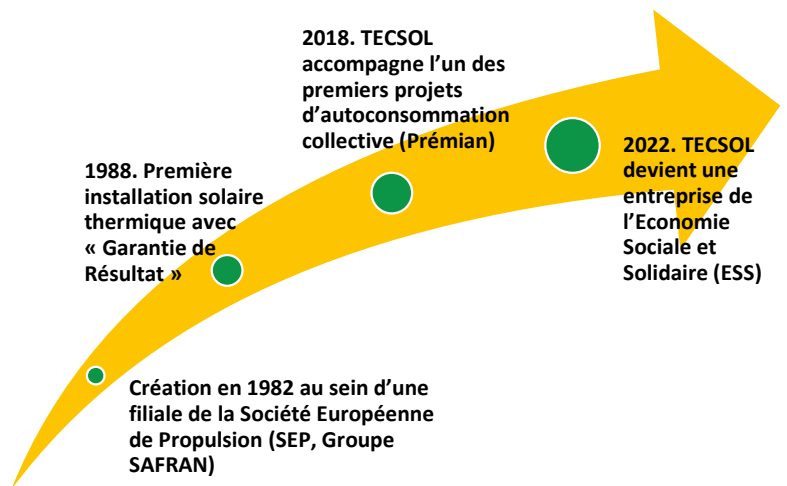 2018. TECSOL
accompagne l’un des
premiers projets
d’autoconsommation
collective (Prémian)
2022. TECSOL
devient une
entreprise de
l’Economie
Sociale et
Solidaire (ESS)
1988. Première
installation solaire
thermique avec
« Garantie de
Résultat »
Création en 1982 au sein d’une
filiale de la Société Européenne
de Propulsion (SEP, Groupe
SAFRAN)